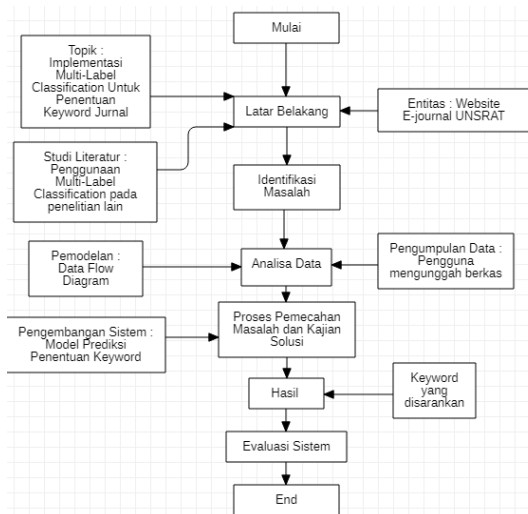 Mulai
Topik :
Implementasi
Multi-Label
Classification Untuk
Penentuan
Keyword Jurnal
Latar Belakang
Entitas : Website
E-journal UNSRAT
Studi Literatur :
Penggunaan
Multi-Label
Classification pada
penelitian lain
Identifikasi
Masalah
Pemodelan :
Data Flow
Diagram
Analisa Data
Pengumpulan Data :
Pengguna
mengunggah berkas
Pengembangan Sistem :
Model Prediksi
Penentuan Keyword
Proses Pemecahan
Masalah dan Kajian
Solusi
Hasil
Keyword
yang
disarankan
Evaluasi Sistem
End